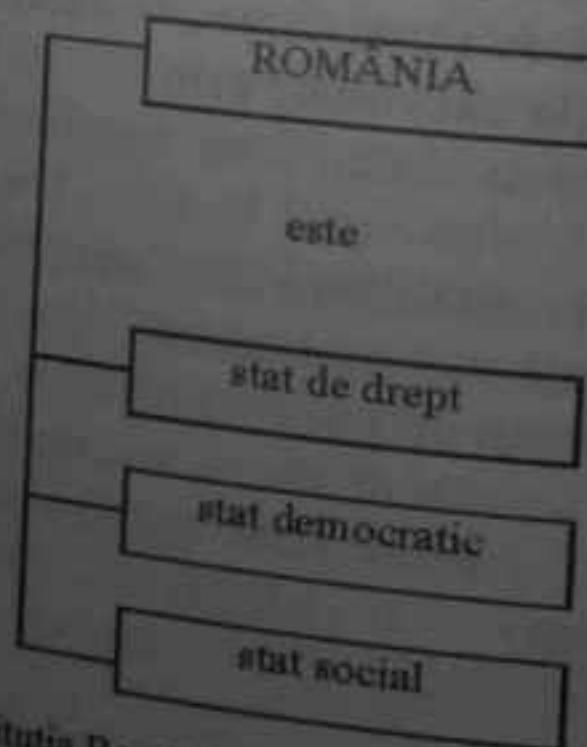 ROMÂNIA
este
stat de drept
stat democratic
stat social